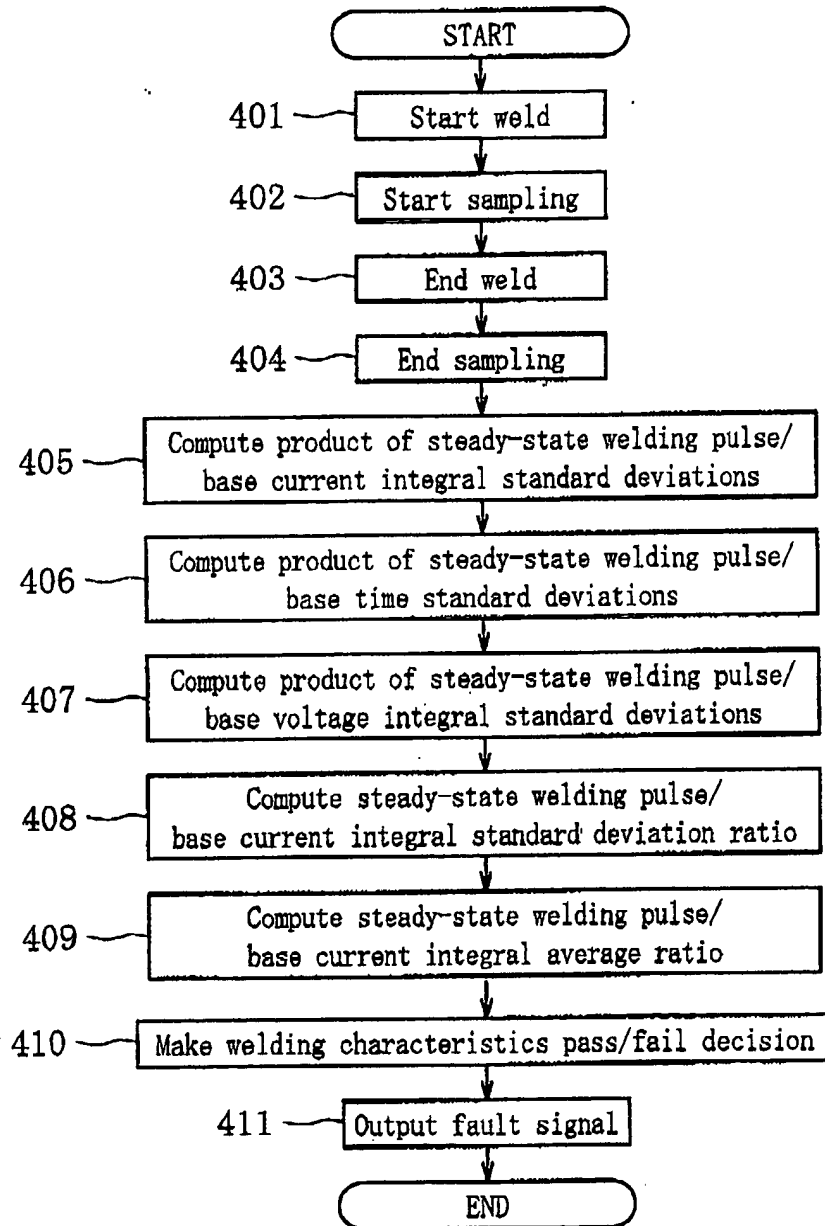 START
401
Start weld
402
Start sampling
403
End weld
404
End sampling
405
Compute product of steady-state welding pulse/
base current integral standard deviations
406
Compute product of steady-state welding pulse/
base time standard deviations
407
Compute product of steady-state welding pulse/
base voltage integral standard deviations
408
Compute steady-state welding pulse/
base current integral standard deviation ratio
409
Compute steady-state welding pulse/
base current integral average ratio
410
Make welding characteristics pass/fail decision
411
Output fault signal
END